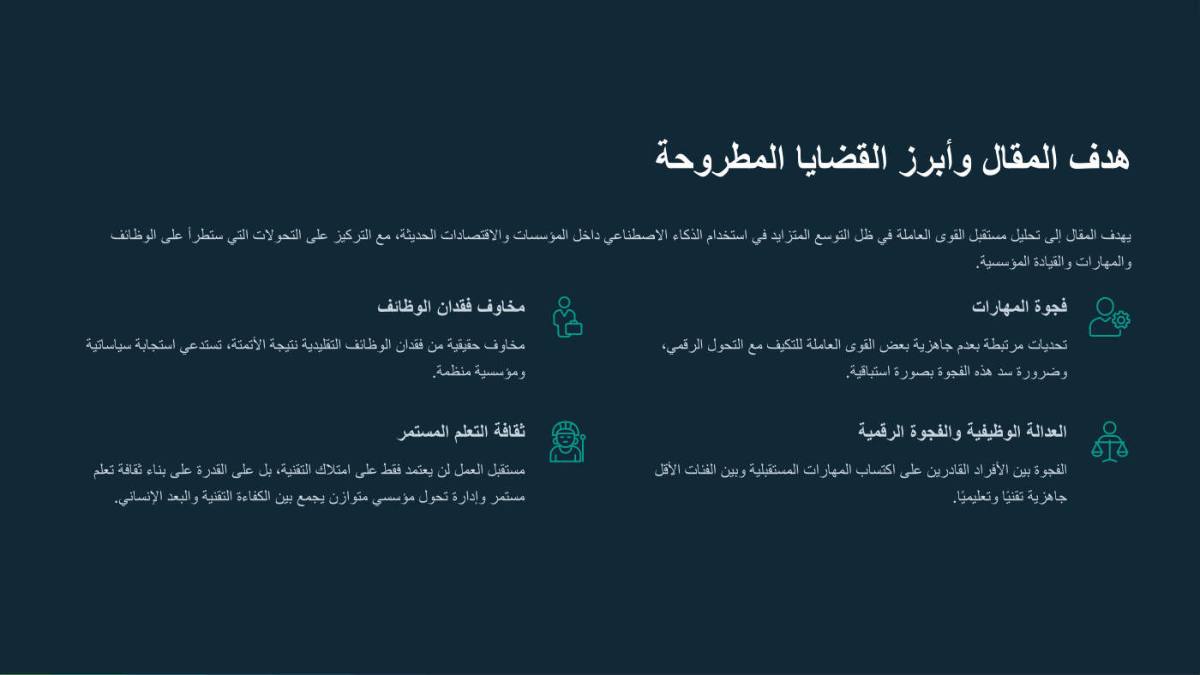 هدف المقال وأبرز القضايا المطروحة
يهدف المقال إلى تحليل مستقبل القوى العاملة في ظل التوسع المتزايد في استخدام الذكاء الاصطناعي داخل المؤسسات والاقتصادات الحديثة، مع التركيز على التحولات التي ستطرأ على الوظائف
والمهارات والقيادة المؤسسية.
فجوة المهارات
تحديات مرتبطة بعدم جاهزية بعض القوى العاملة للتكيف مع التحول الرقمي،
وضرورة سد هذه الفجوة بصورة استباقية.
مخاوف فقدان الوظائف
مخاوف حقيقية من فقدان الوظائف التقليدية نتيجة الأتمتة، تستدعي استجابة سياساتية
ومؤسسية منظمة.
العدالة الوظيفية والفجوة الرقمية
الفجوة بين الأفراد القادرين على اكتساب المهارات المستقبلية وبين الفئات الأقل
جاهزية تقنيًا وتعليميًا.
ثقافة التعلم المستمر
مستقبل العمل لن يعتمد فقط على امتلاك التقنية، بل على القدرة على بناء ثقافة تعلم
مستمر وإدارة تحول مؤسسي متوازن يجمع بين الكفاءة التقنية والبعد الإنساني.